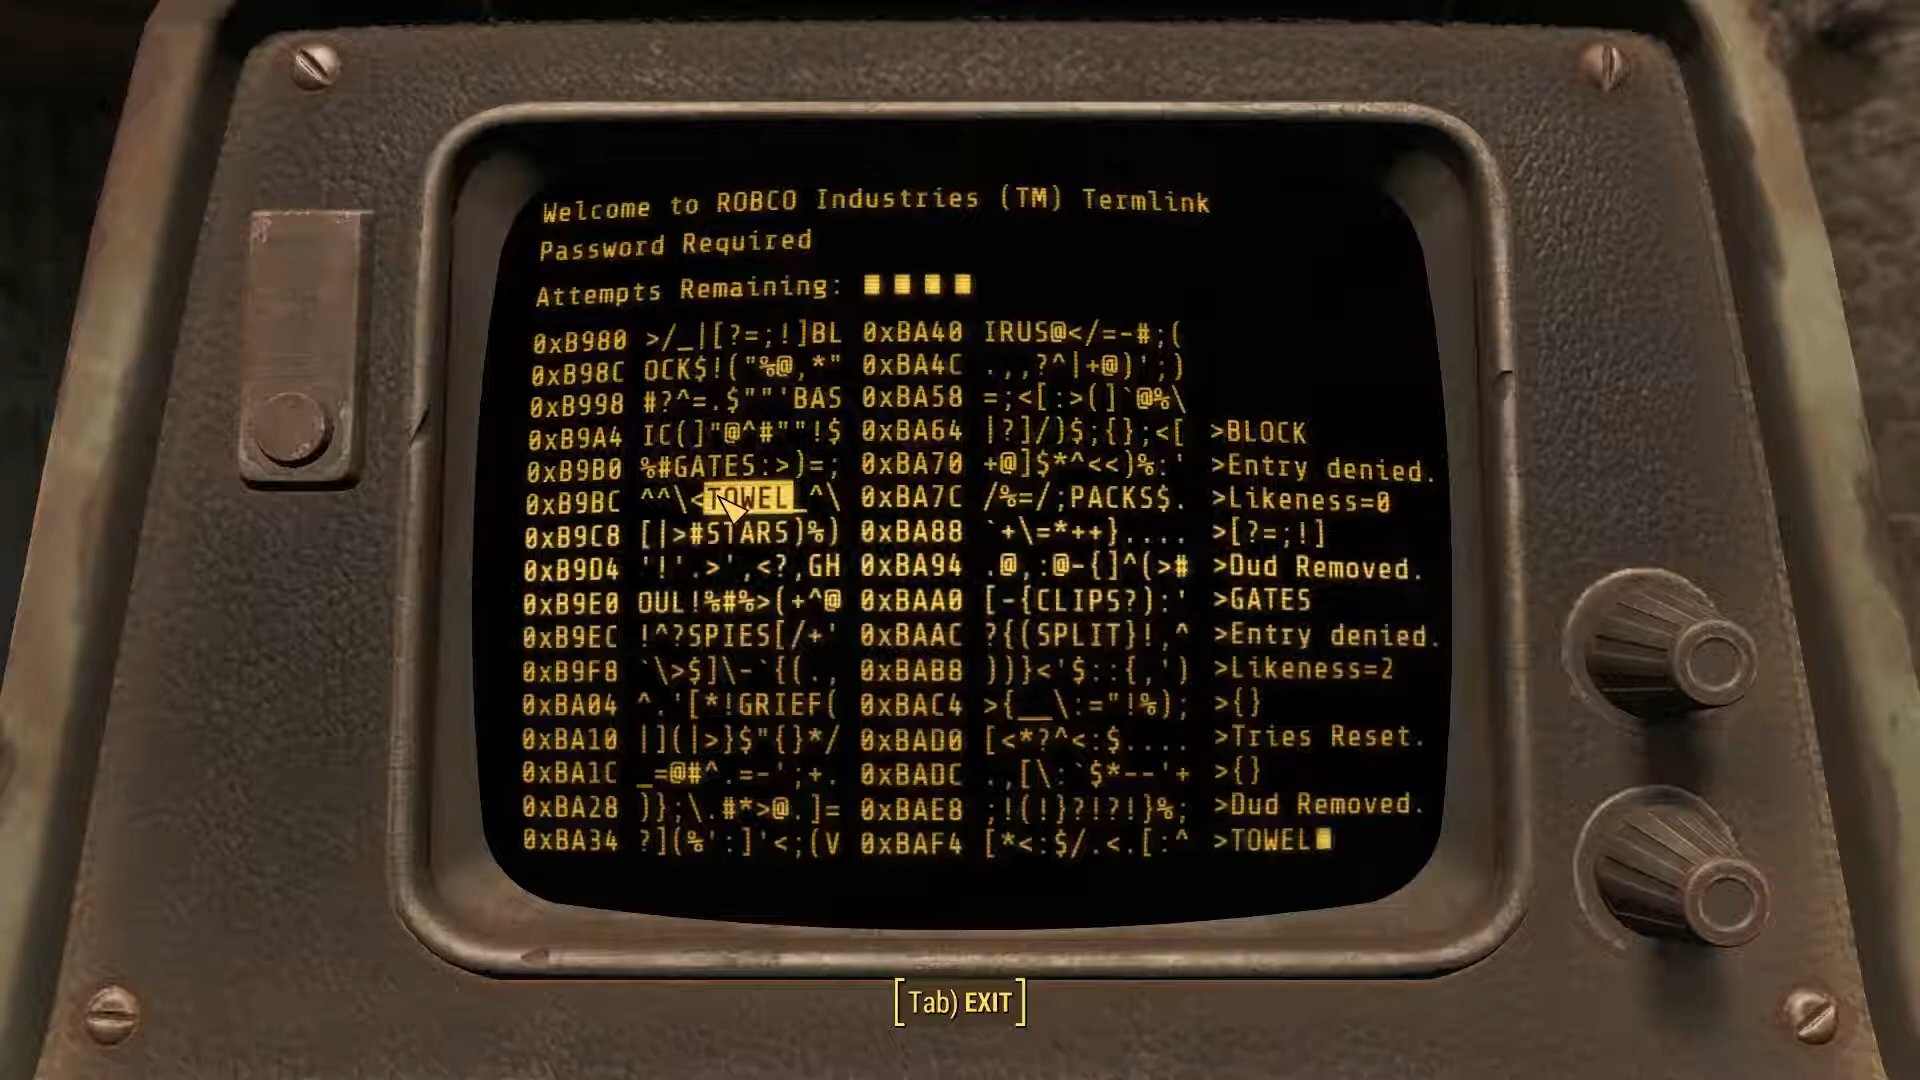 Welcome to ROBCO Industries (TM) Termlink
Password Required
Attempts Remaining: ■ ■ ■ ■
0xB980 >/_|[?=;!]BL 0xBA40 IRUS@</=-#;(
0xB98C OCK$!("%@,*" 0xBA4C .,,?^|+@)';)
0xB998 #?^=.$""'BAS 0xBA58 =;<[:>(]`@%\
0xB9A4 IC(]"@^#""!$ 0xBA64 |?]/)$;{};<[ >BLOCK
0xB9B0 %#GATES:>)=; 0xBA70 +@]$*^<<)%:' >Entry denied.
0xB9BC ^^\<TOWEL_^\ 0xBA7C /%=/;PACKS$. >Likeness=0
0xB9C8 [|>#STARS)%) 0xBA88 `+\=*++}.... >[?=;!]
0xB9D4 '!'.>',<?,GH 0xBA94 .@,:@-{]^(># >Dud Removed.
0xB9E0 OUL!%#%>(+^@ 0xBAA0 [-{CLIPS?):' >GATES
0xB9EC !^?SPIES[/+' 0xBAAC ?{(SPLIT}!,^ >Entry denied.
0xB9F8 `\>$]\-`{(., 0xBAB8 ))}<'$::{,') >Likeness=2
0xBA04 ^.'[*!GRIEF( 0xBAC4 >{__\:="!%); >{}
0xBA10 |](|>}$"{}*/ 0xBAD0 [<*?^<:$.... >Tries Reset.
0xBA1C _=@#^.=-';+. 0xBADC .,[\:`$*--'+ >{}
0xBA28 )};\.#*>@.]= 0xBAE8 ;!(!}?!?!}%; >Dud Removed.
0xBA34 ?](%':]'<;(V 0xBAF4 [*<:$/.<.[:^ >TOWEL■
[Tab) EXIT]